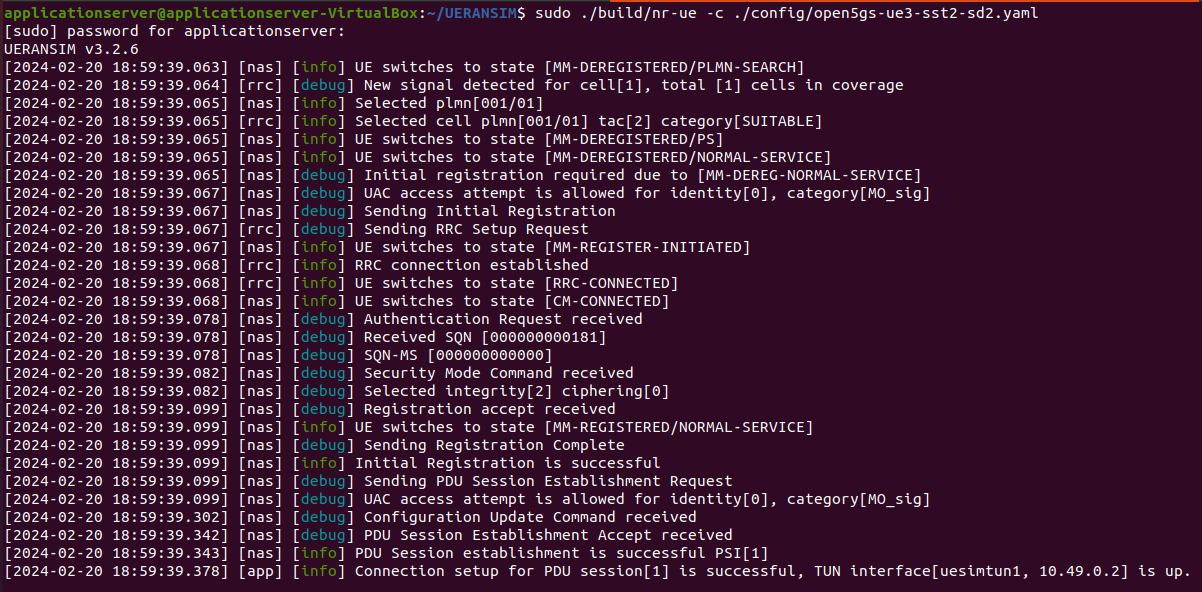 applicationserver@applicationserver-VirtualBox:~/UERANSIM$ sudo ./build/nr-ue -c ./config/open5gs-ue3-sst2-sd2.yaml
[sudo] password for applicationserver:
UERANSIM v3.2.6
[2024-02-20 18:59:39.063] [nas] [info] UE switches to state [MM-DEREGISTERED/PLMN-SEARCH]
[2024-02-20 18:59:39.064] [rrc] [debug] New signal detected for cell[1], total [1] cells in coverage
[2024-02-20 18:59:39.065] [nas] [info] Selected plmn[001/01]
[2024-02-20 18:59:39.065] [rrc] [info] Selected cell plmn[001/01] tac[2] category[SUITABLE]
[2024-02-20 18:59:39.065] [nas] [info] UE switches to state [MM-DEREGISTERED/PS]
[2024-02-20 18:59:39.065] [nas] [info] UE switches to state [MM-DEREGISTERED/NORMAL-SERVICE]
[2024-02-20 18:59:39.065] [nas] [debug] Initial registration required due to [MM-DEREG-NORMAL-SERVICE]
[2024-02-20 18:59:39.067] [nas] [debug] UAC access attempt is allowed for identity[0], category[MO_sig]
[2024-02-20 18:59:39.067] [nas] [debug] Sending Initial Registration
[2024-02-20 18:59:39.067] [rrc] [debug] Sending RRC Setup Request
[2024-02-20 18:59:39.067] [nas] [info] UE switches to state [MM-REGISTER-INITIATED]
[2024-02-20 18:59:39.068] [rrc] [info] RRC connection established
[2024-02-20 18:59:39.068] [rrc] [info] UE switches to state [RRC-CONNECTED]
[2024-02-20 18:59:39.068] [nas] [info] UE switches to state [CM-CONNECTED]
[2024-02-20 18:59:39.078] [nas] [debug] Authentication Request received
[2024-02-20 18:59:39.078] [nas] [debug] Received SQN [000000000181]
[2024-02-20 18:59:39.078] [nas] [debug] SQN-MS [000000000000]
[2024-02-20 18:59:39.082] [nas] [debug] Security Mode Command received
[2024-02-20 18:59:39.082] [nas] [debug] Selected integrity[2] ciphering[0]
[2024-02-20 18:59:39.099] [nas] [debug] Registration accept received
[2024-02-20 18:59:39.099] [nas] [info] UE switches to state [MM-REGISTERED/NORMAL-SERVICE]
[2024-02-20 18:59:39.099] [nas] [debug] Sending Registration Complete
[2024-02-20 18:59:39.099] [nas] [info] Initial Registration is successful
[2024-02-20 18:59:39.099] [nas] [debug] Sending PDU Session Establishment Request
[2024-02-20 18:59:39.099] [nas] [debug] UAC access attempt is allowed for identity[0], category[MO_sig]
[2024-02-20 18:59:39.302] [nas] [debug] Configuration Update Command received
[2024-02-20 18:59:39.342] [nas] [debug] PDU Session Establishment Accept received
[2024-02-20 18:59:39.343] [nas] [info] PDU Session establishment is successful PSI[1]
[2024-02-20 18:59:39.378] [app] [info] Connection setup for PDU session[1] is successful, TUN interface[uesimtun1, 10.49.0.2] is up.